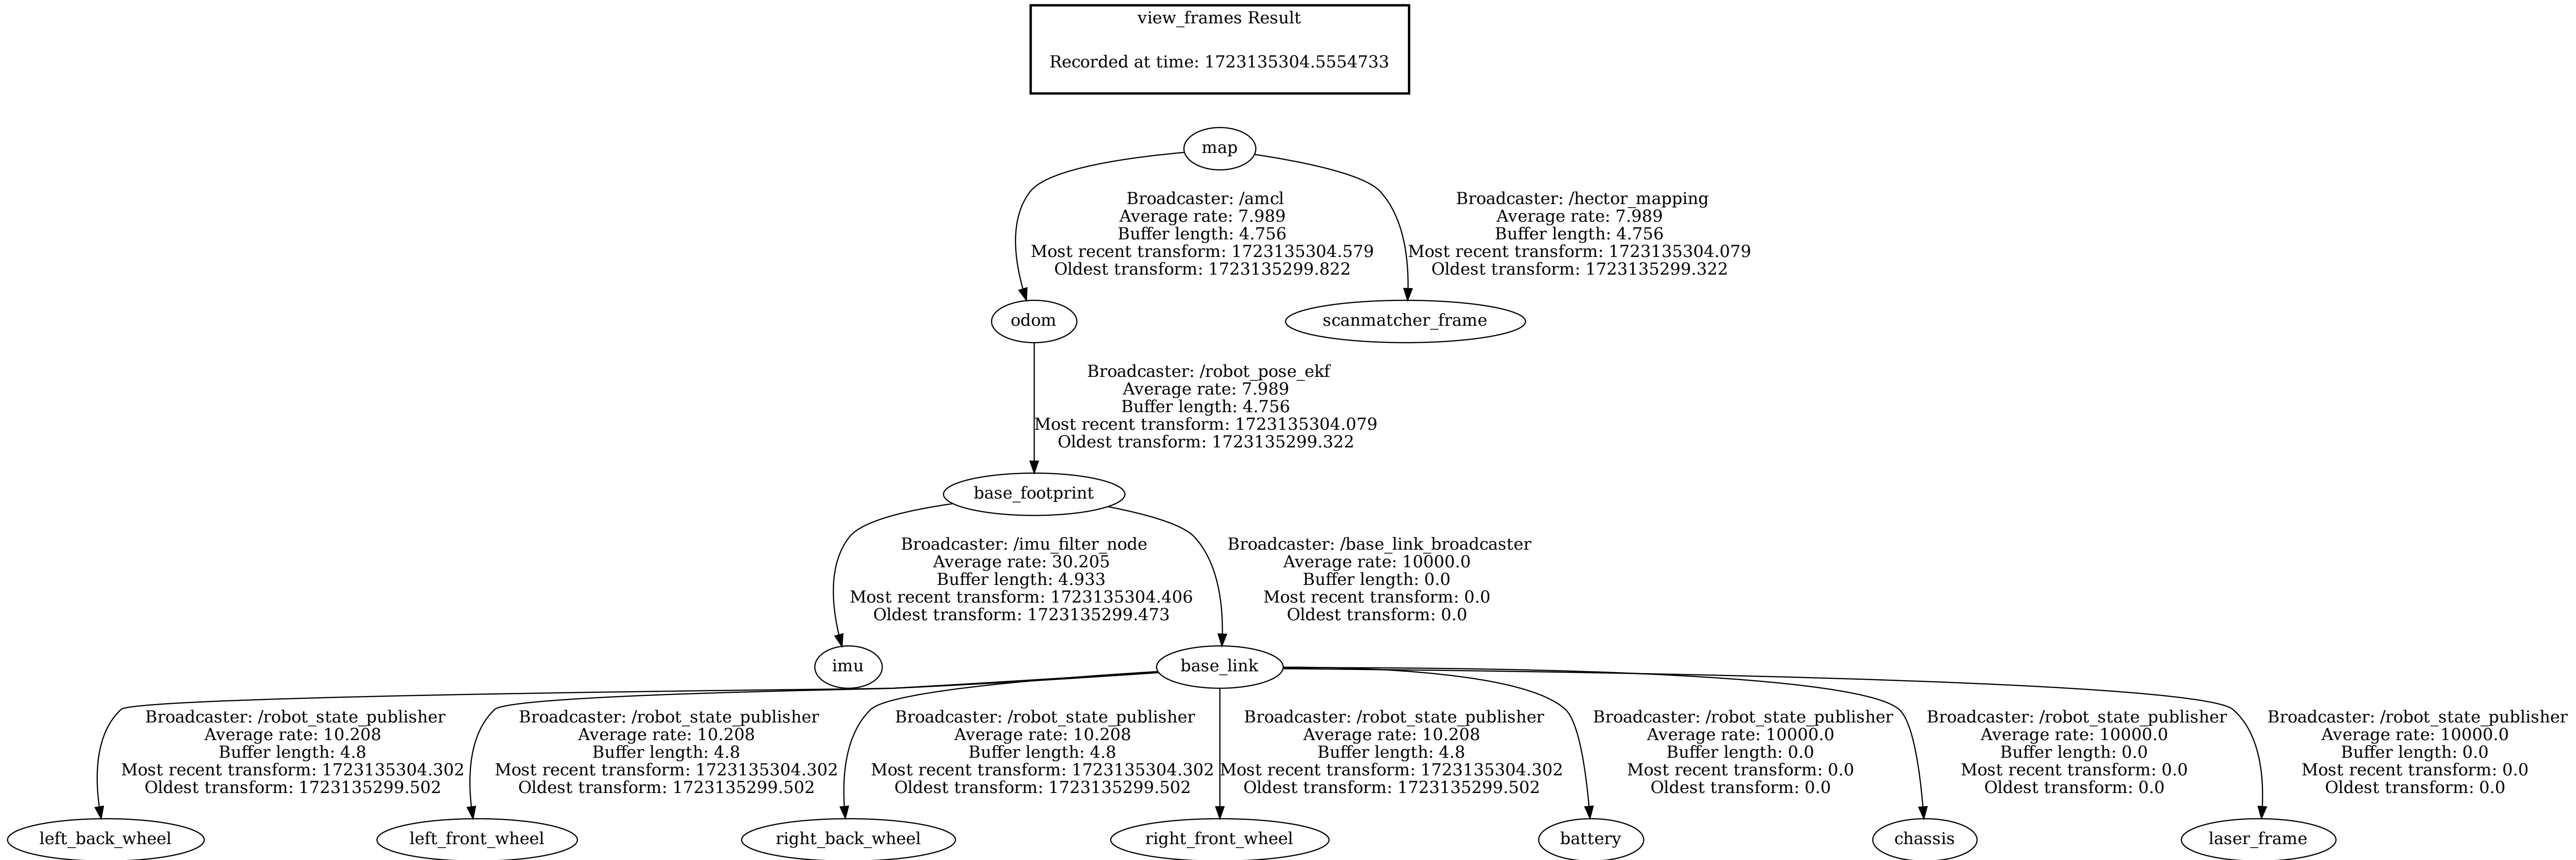 view_frames Result
Recorded at time: 1723135304.5554733
map
Broadcaster: /amcl
Average rate: 7.989
Buffer length: 4.756
Most recent transform: 1723135304.579
Oldest transform: 1723135299.822
Broadcaster: /hector_mapping
Average rate: 7.989
Buffer length: 4.756
Most recent transform: 1723135304.079
Oldest transform: 1723135299.322
odom
scanmatcher_frame
Broadcaster: /robot_pose_ekf
Average rate: 7.989
Buffer length: 4.756
Most recent transform: 1723135304.079
Oldest transform: 1723135299.322
base_footprint
Broadcaster: /imu_filter_node
Average rate: 30.205
Buffer length: 4.933
Most recent transform: 1723135304.406
Oldest transform: 1723135299.473
Broadcaster: /base_link_broadcaster
Average rate: 10000.0
Buffer length: 0.0
Most recent transform: 0.0
Oldest transform: 0.0
imu
base_link
Broadcaster: /robot_state_publisher
Average rate: 10.208
Buffer length: 4.8
Most recent transform: 1723135304.302
Oldest transform: 1723135299.502
Broadcaster: /robot_state_publisher
Average rate: 10.208
Buffer length: 4.8
Most recent transform: 1723135304.302
Oldest transform: 1723135299.502
Broadcaster: /robot_state_publisher
Average rate: 10.208
Buffer length: 4.8
Most recent transform: 1723135304.302
Oldest transform: 1723135299.502
Broadcaster: /robot_state_publisher
Average rate: 10.208
Buffer length: 4.8
Most recent transform: 1723135304.302
Oldest transform: 1723135299.502
Broadcaster: /robot_state_publisher
Average rate: 10000.0
Buffer length: 0.0
Most recent transform: 0.0
Oldest transform: 0.0
Broadcaster: /robot_state_publisher
Average rate: 10000.0
Buffer length: 0.0
Most recent transform: 0.0
Oldest transform: 0.0
Broadcaster: /robot_state_publisher
Average rate: 10000.0
Buffer length: 0.0
Most recent transform: 0.0
Oldest transform: 0.0
left_back_wheel
left_front_wheel
right_back_wheel
right_front_wheel
battery
chassis
laser_frame